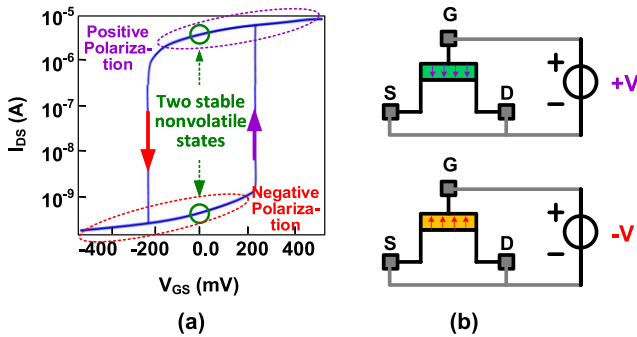 10⁻⁵
10⁻⁶
10⁻⁷
10⁻⁸
10⁻⁹
I_DS (A)
Positive
Polariza-
tion
Two stable
nonvolatile
states
Negative
Polariza-
tion
-400 -200 0.0 200 400
V_GS (mV)
(a)
G
S D
+
−
+V
G
S D
+
−
-V
(b)